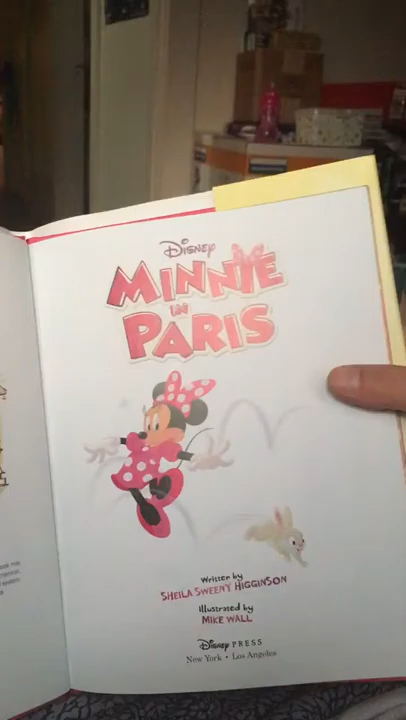 Disney
MINNIE
IN
PARIS
Written by
SHEILA SWEENY HIGGINSON
Illustrated by
MIKE WALL
Disney PRESS
New York • Los Angeles